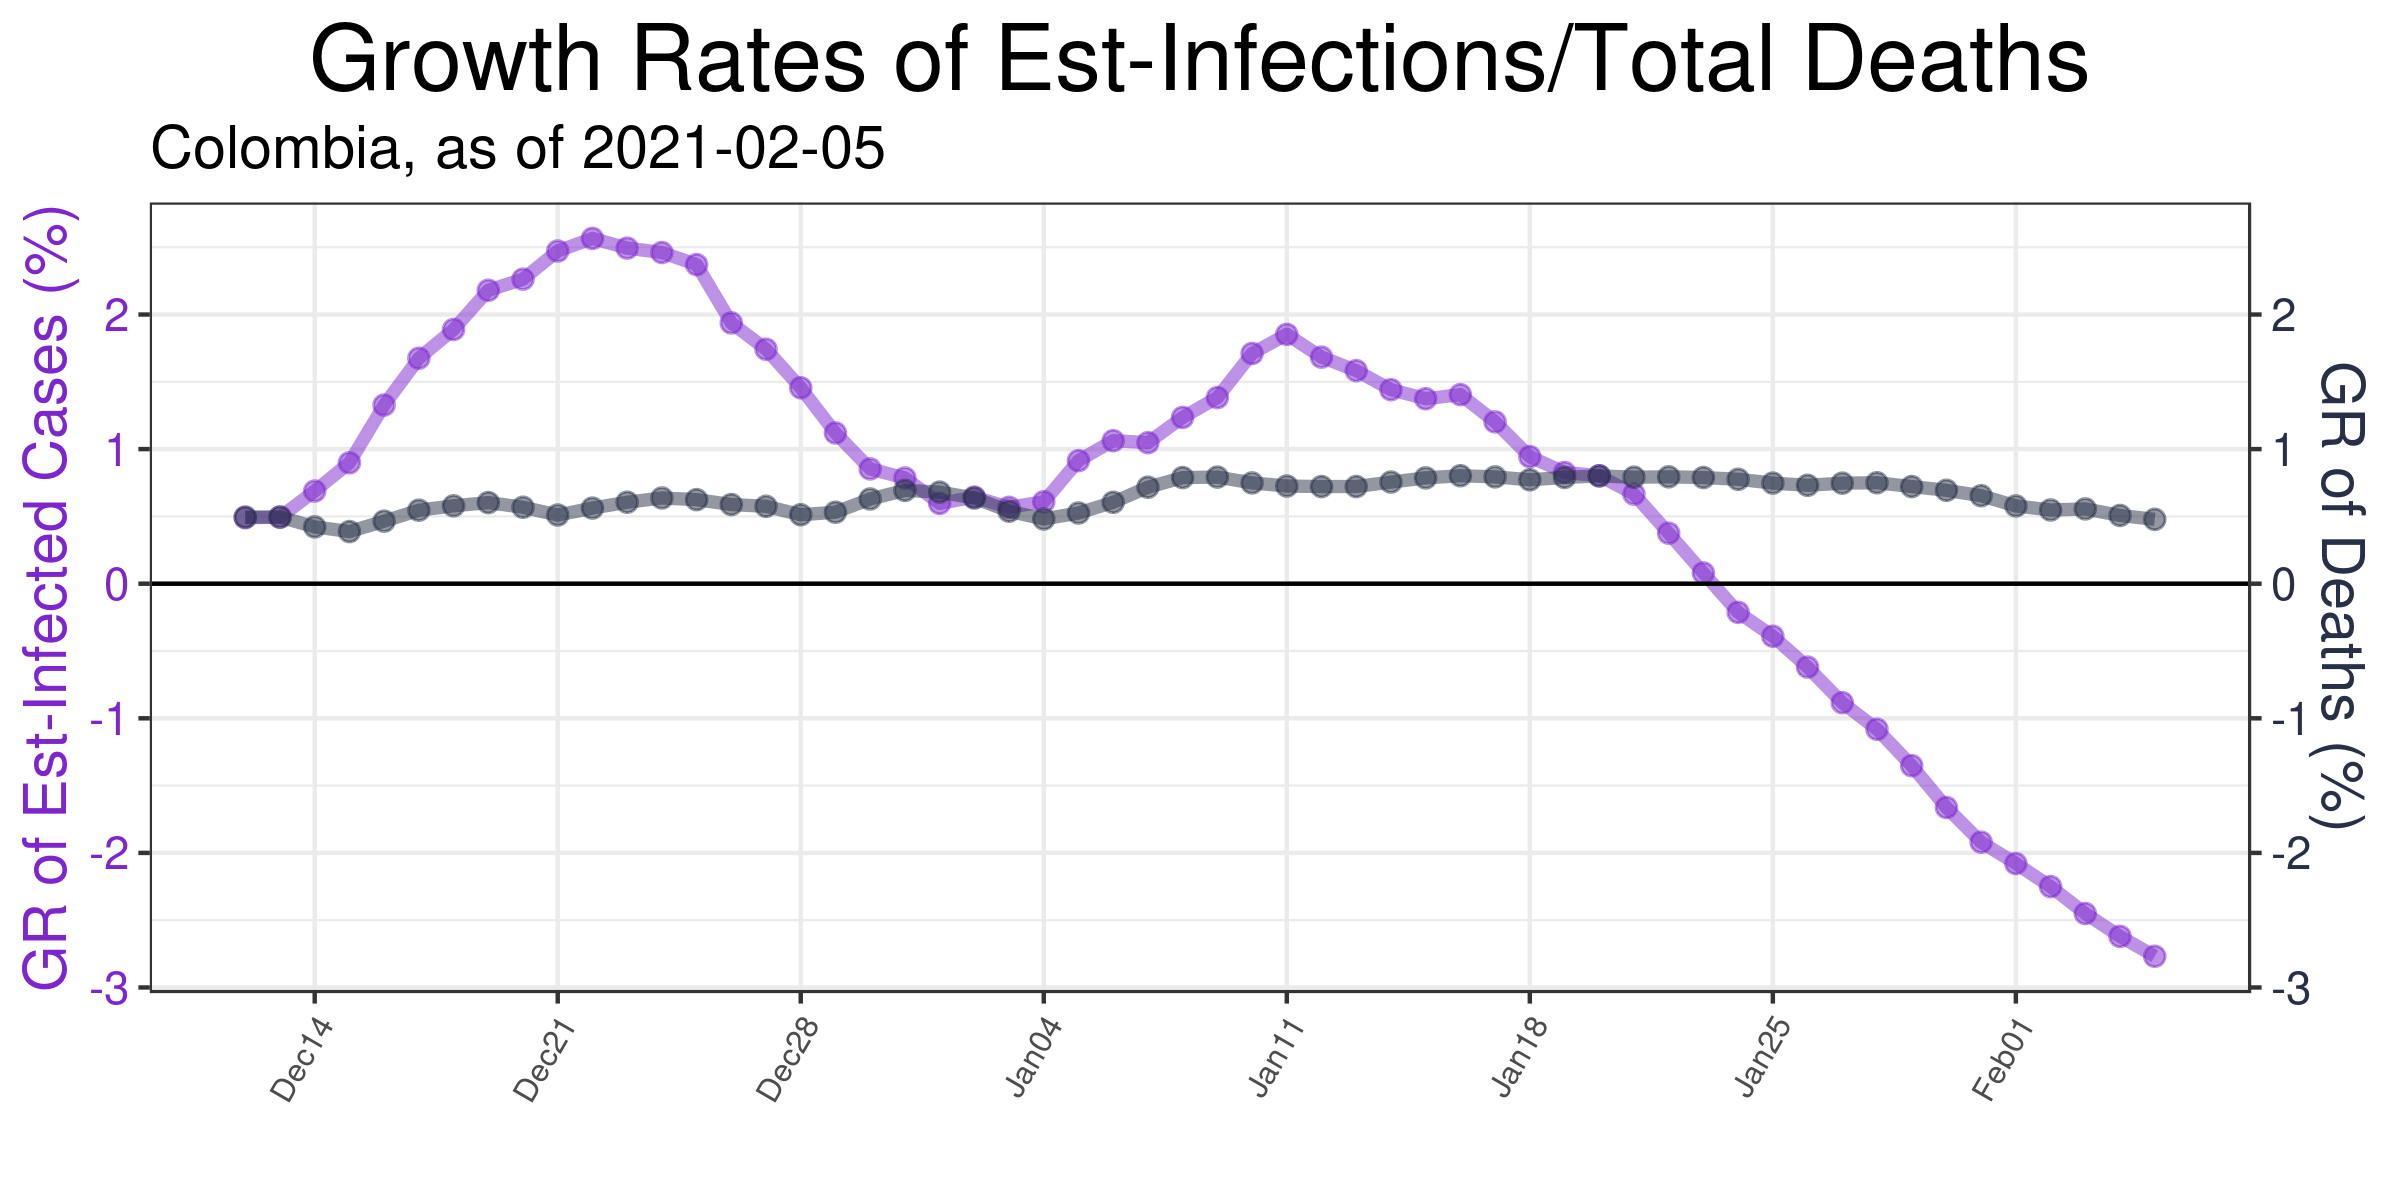 Growth Rates of Est-Infections/Total Deaths
Colombia, as of 2021-02-05
GR of Est-Infected Cases (%)
2
1
0
-1
-2
-3
2
1
0
-1
-2
-3
GR of Deaths (%)
Dec14
Dec21
Dec28
Jan04
Jan11
Jan18
Jan25
Feb01